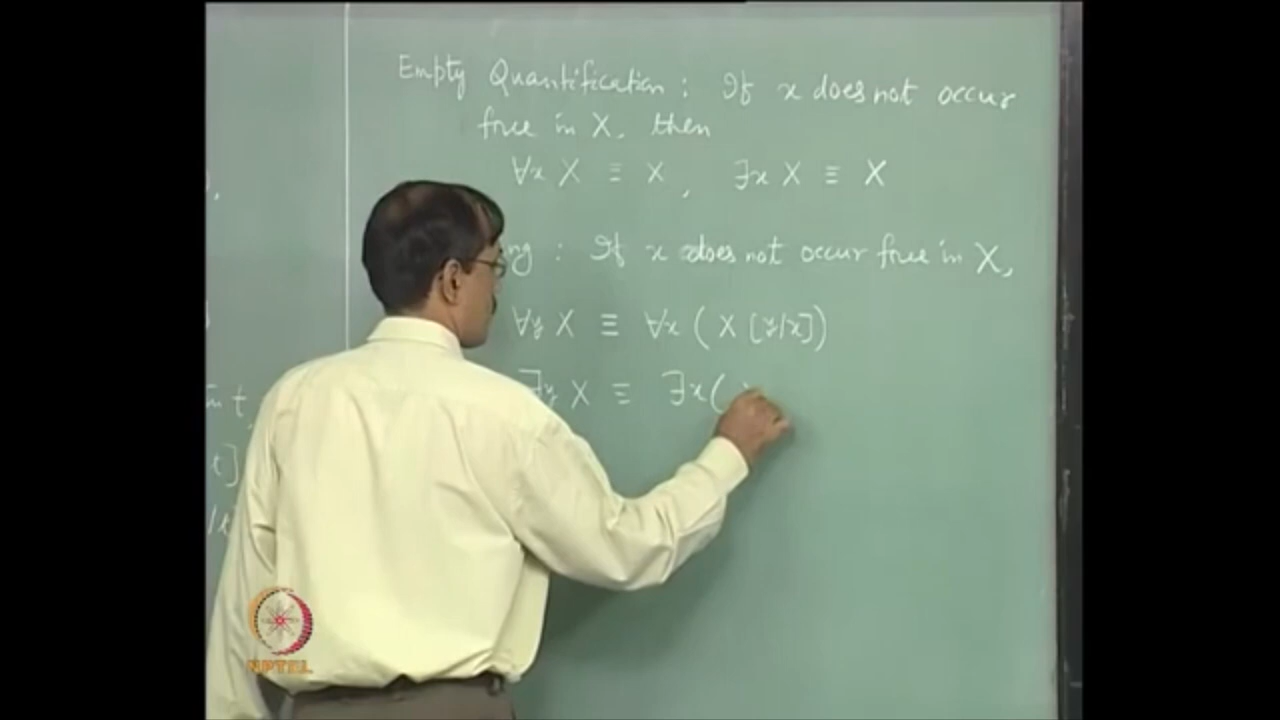 Empty Quantification : If x does not occur
free in X, then
∀x X ≡ X , ∃x X ≡ X
ng : If x does not occur free in X,
∀y X ≡ ∀x ( X [y/x])
∃y X ≡ ∃x(
t]
NPTEL